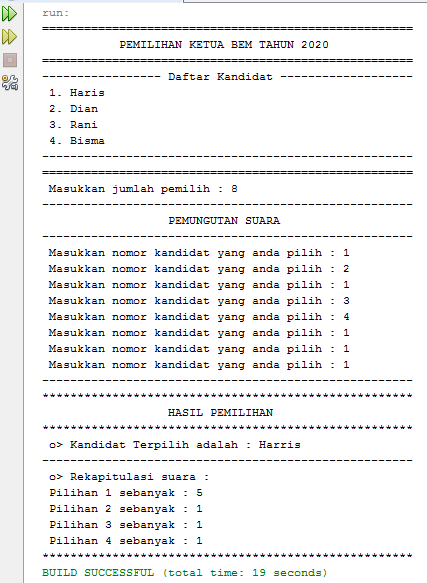 run:
=====================================================
PEMILIHAN KETUA BEM TAHUN 2020
=====================================================
----------------- Daftar Kandidat -------------------
1. Haris
2. Dian
3. Rani
4. Bisma
-----------------------------------------------------
=====================================================
Masukkan jumlah pemilih : 8
-----------------------------------------------------
PEMUNGUTAN SUARA
-----------------------------------------------------
Masukkan nomor kandidat yang anda pilih : 1
Masukkan nomor kandidat yang anda pilih : 2
Masukkan nomor kandidat yang anda pilih : 1
Masukkan nomor kandidat yang anda pilih : 3
Masukkan nomor kandidat yang anda pilih : 4
Masukkan nomor kandidat yang anda pilih : 1
Masukkan nomor kandidat yang anda pilih : 1
Masukkan nomor kandidat yang anda pilih : 1
-----------------------------------------------------
*****************************************************
HASIL PEMILIHAN
*****************************************************
o> Kandidat Terpilih adalah : Harris
-----------------------------------------------------
o> Rekapitulasi suara :
Pilihan 1 sebanyak : 5
Pilihan 2 sebanyak : 1
Pilihan 3 sebanyak : 1
Pilihan 4 sebanyak : 1
*****************************************************
BUILD SUCCESSFUL (total time: 19 seconds)